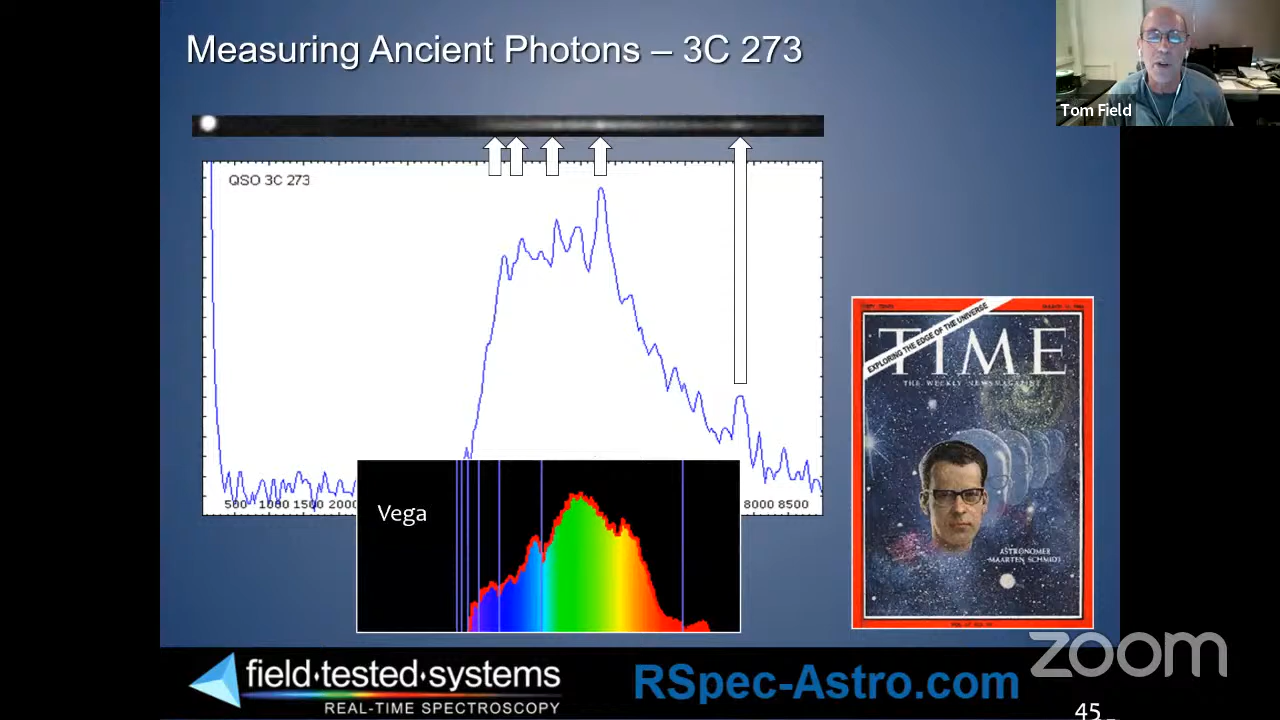 Measuring Ancient Photons – 3C 273
Tom Field
QSO 3C 273
500 1000 1500 2000
8000 8500
Vega
EXPLORING THE EDGE OF THE UNIVERSE
TIME
THE WEEKLY NEWSMAGAZINE
ASTRONOMER
MAARTEN SCHMIDT
field·tested·systems
REAL-TIME SPECTROSCOPY
RSpec-Astro.com
zoom
45